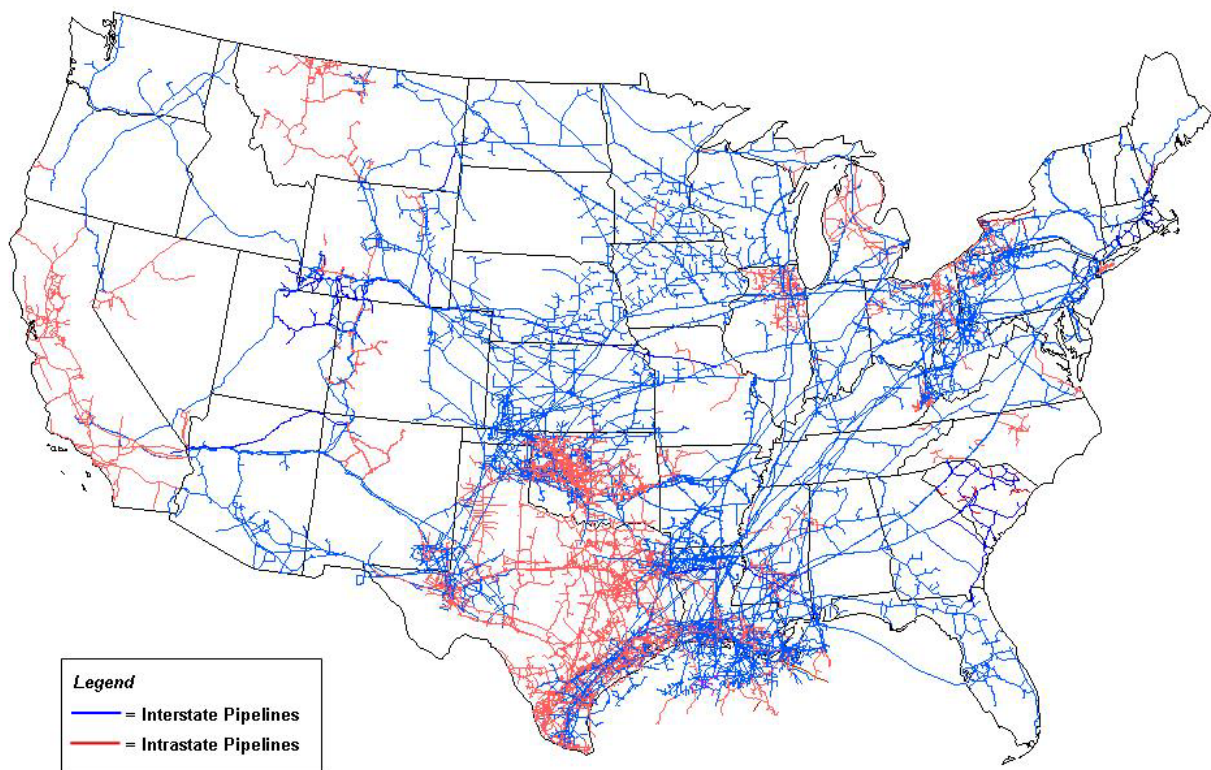 Legend
= Interstate Pipelines
= Intrastate Pipelines